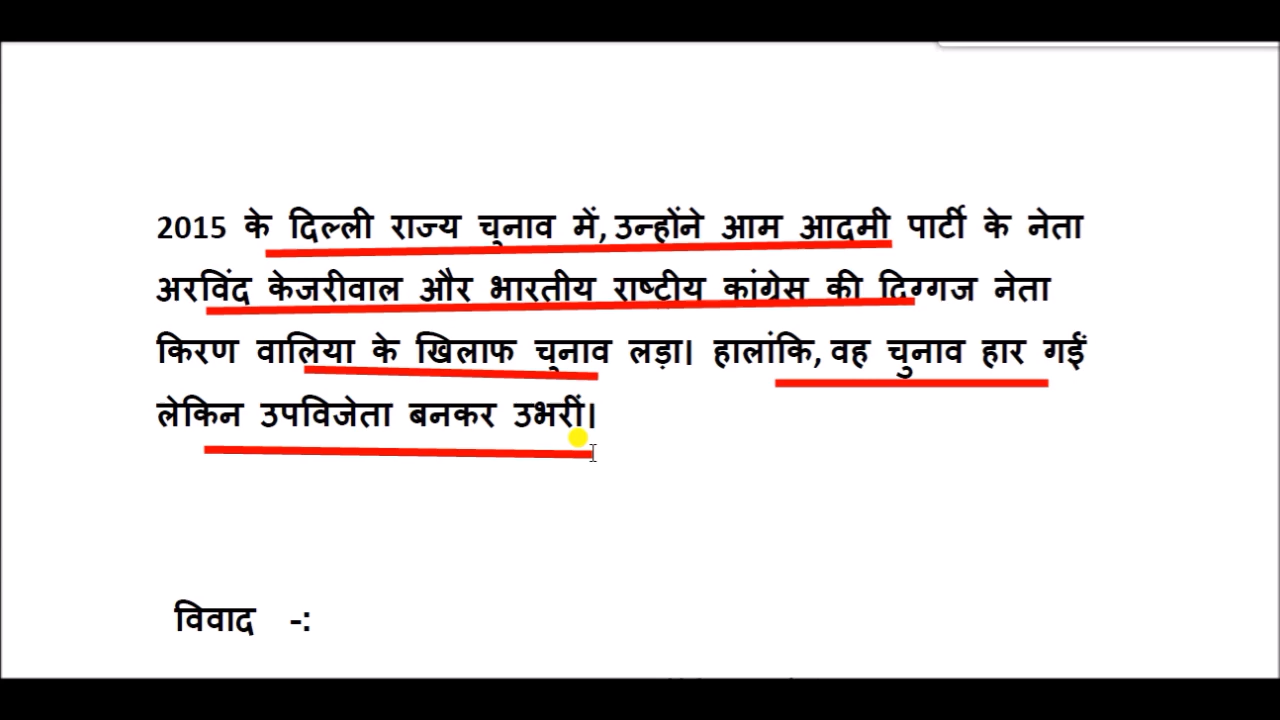 2015 के दिल्ली राज्य चुनाव में, उन्होंने आम आदमी पार्टी के नेता
अरविंद केजरीवाल और भारतीय राष्ट्रीय कांग्रेस की दिग्गज नेता
किरण वालिया के खिलाफ चुनाव लड़ा। हालांकि, वह चुनाव हार गईं
लेकिन उपविजेता बनकर उभरीं।
विवाद -: